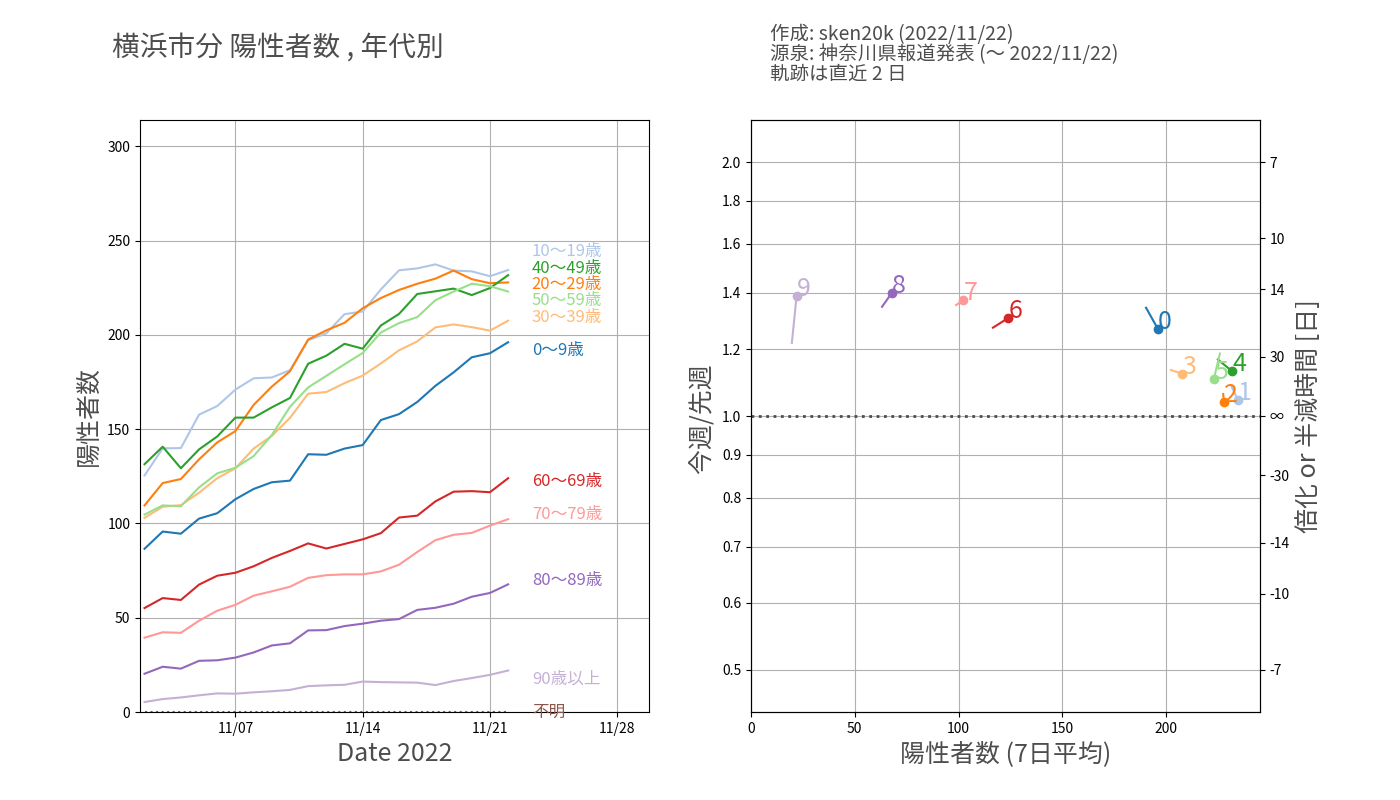 横浜市分 陽性者数 , 年代別
作成: sken20k (2022/11/22)
源泉: 神奈川県報道発表 (〜 2022/11/22)
軌跡は直近 2 日
陽性者数
300
250
200
150
100
50
0
11/07
11/14
11/21
11/28
Date 2022
10〜19歳
40〜49歳
20〜29歳
50〜59歳
30〜39歳
0〜9歳
60〜69歳
70〜79歳
80〜89歳
90歳以上
不明
今週/先週
2.0
1.8
1.6
1.4
1.2
1.0
0.9
0.8
0.7
0.6
0.5
9
8
7
6
0
3
5
4
2
1
0
50
100
150
200
陽性者数 (7日平均)
7
10
14
30
∞
-30
-14
-10
-7
倍化 or 半減時間 [日]